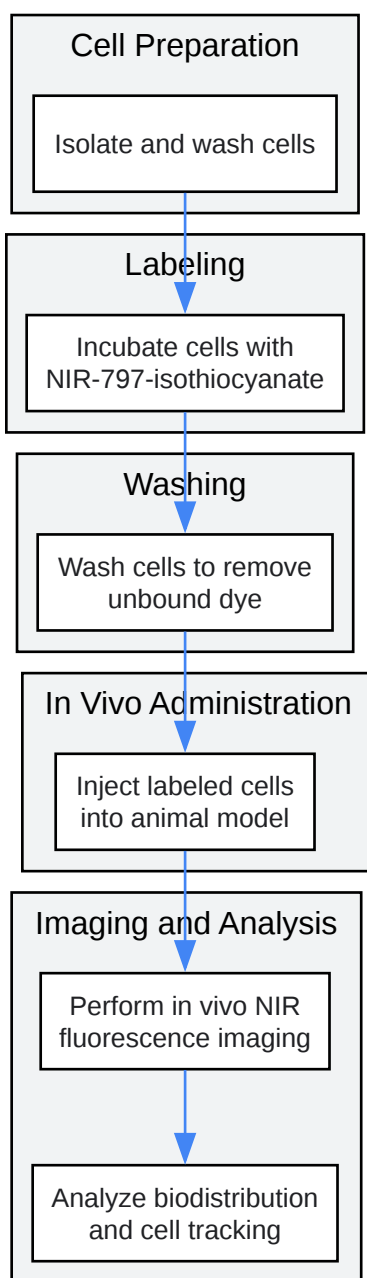 Cell Preparation
Isolate and wash cells
Labeling
Incubate cells with
NIR-797-isothiocyanate
Washing
Wash cells to remove
unbound dye
In Vivo Administration
Inject labeled cells
into animal model
Imaging and Analysis
Perform in vivo NIR
fluorescence imaging
Analyze biodistribution
and cell tracking